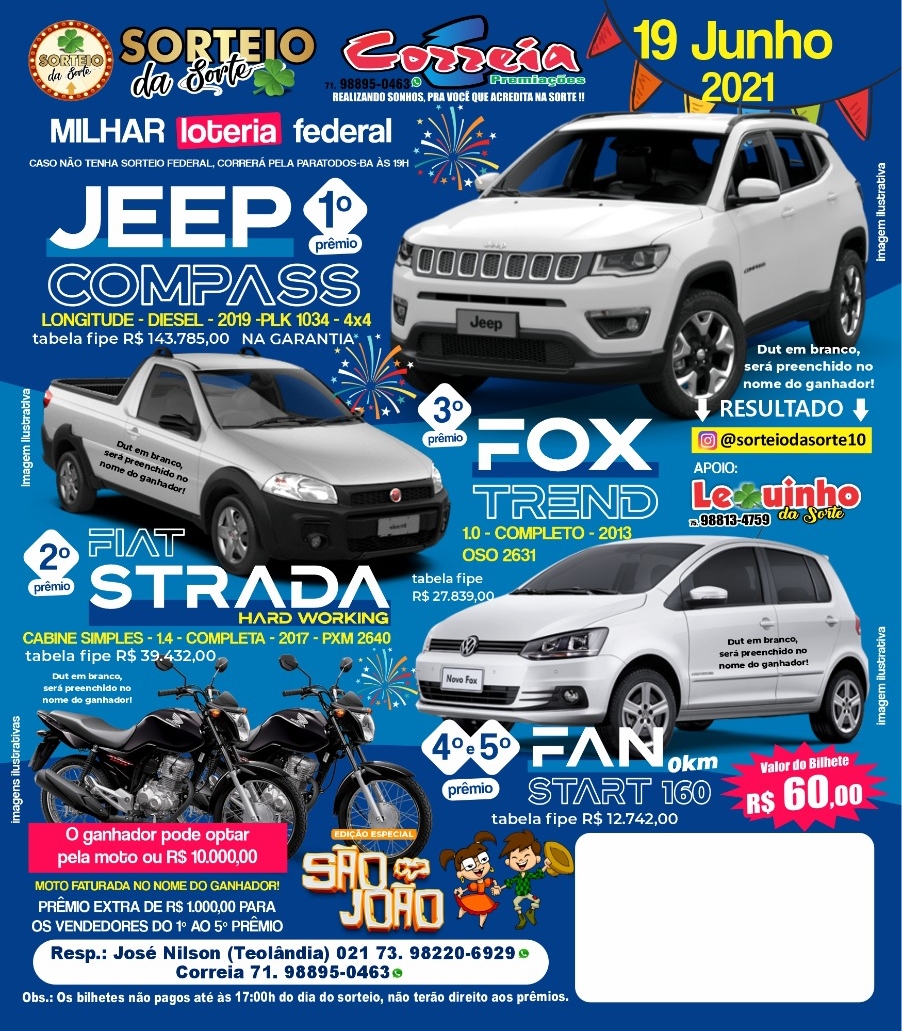 SORTEIO
da Sorte
SORTEIO
da Sorte
Correia
Premiações
71. 98895-0463
REALIZANDO SONHOS, PRA VOCÊ QUE ACREDITA NA SORTE !!
19 Junho
2021
MILHAR loteria federal
CASO NÃO TENHA SORTEIO FEDERAL, CORRERÁ PELA PARATODOS-BA ÀS 19H
JEEP
1º
prêmio
COMPASS
LONGITUDE - DIESEL - 2019 -PLK 1034 - 4x4
tabela fipe R$ 143.785,00 NA GARANTIA
imagem ilustrativa
Jeep
Jeep
COMPASS
Dut em branco,
será preenchido no
nome do ganhador!
RESULTADO
@sorteiodasorte10
APOIO:
Lequinho
da Sorte
75. 98813-4759
Imagem ilustrativa
Dut em branco,
será preenchido no
nome do ganhador!
3º
prêmio
FOX
TREND
1.0 - COMPLETO - 2013
OSO 2631
tabela fipe
R$ 27.839,00
2º
prêmio
FIAT
STRADA
HARD WORKING
CABINE SIMPLES - 1.4 - COMPLETA - 2017 - PXM 2640
tabela fipe R$ 39.432,00
Novo Fox
Dut em branco,
será preenchido no
nome do ganhador!
imagem ilustrativa
Dut em branco,
será preenchido no
nome do ganhador!
imagens ilustrativas
4º e 5º
prêmio
FAN 0km
START 160
tabela fipe R$ 12.742,00
Valor do Bilhete
R$ 60,00
O ganhador pode optar
pela moto ou R$ 10.000,00
MOTO FATURADA NO NOME DO GANHADOR!
PRÊMIO EXTRA DE R$ 1.000,00 PARA
OS VENDEDORES DO 1º AO 5º PRÊMIO
EDIÇÃO ESPECIAL
SÃO
JOÃO
Resp.: José Nilson (Teolândia) 021 73. 98220-6929
Correia 71. 98895-0463
Obs.: Os bilhetes não pagos até às 17:00h do dia do sorteio, não terão direito aos prêmios.